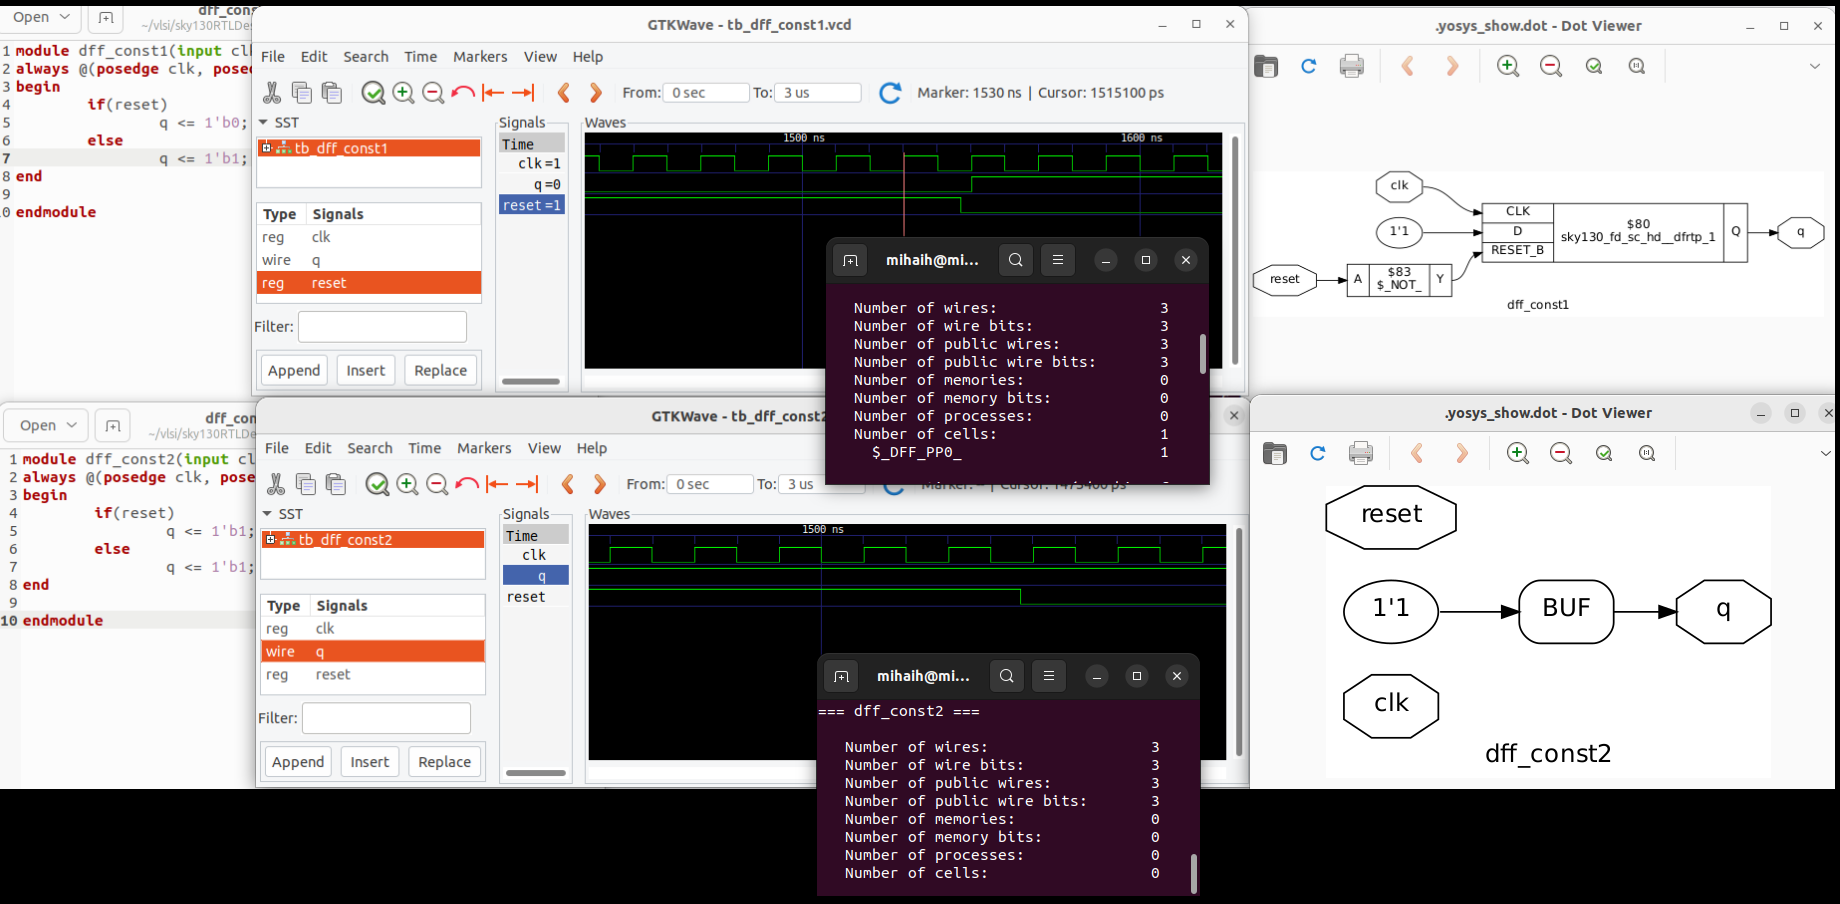 Open
dff_cons
~/vlsi/sky130RTLDe
1 module dff_const1(input cl
2 always @(posedge clk, pose
3 begin
4 if(reset)
5 q <= 1'b0;
6 else
7 q <= 1'b1;
8 end
9
10 endmodule
GTKWave - tb_dff_const1.vcd
File Edit Search Time Markers View Help
From: 0 sec To: 3 us Marker: 1530 ns | Cursor: 1515100 ps
SST
tb_dff_const1
Type Signals
reg clk
wire q
reg reset
Filter:
Append Insert Replace
Signals
Time
clk=1
q=0
reset=1
Waves
1500 ns 1600 ns
mihaih@mi...
Number of wires: 3
Number of wire bits: 3
Number of public wires: 3
Number of public wire bits: 3
Number of memories: 0
Number of memory bits: 0
Number of processes: 0
Number of cells: 1
$_DFF_PP0_ 1
.yosys_show.dot - Dot Viewer
clk
1'1
reset
A $83 $_NOT_ Y
CLK
D
RESET_B
$80
sky130_fd_sc_hd__dfrtp_1
Q
q
dff_const1
Open
dff_con
~/vlsi/sky130RTLDe
1 module dff_const2(input cl
2 always @(posedge clk, pose
3 begin
4 if(reset)
5 q <= 1'b1;
6 else
7 q <= 1'b1;
8 end
9
10 endmodule
GTKWave - tb_dff_const2
File Edit Search Time Markers View Help
From: 0 sec To: 3 us Marker: -- | Cursor: 1475400 ps
SST
tb_dff_const2
Type Signals
reg clk
wire q
reg reset
Filter:
Append Insert Replace
Signals
Time
clk
q
reset
Waves
1500 ns
mihaih@mi...
=== dff_const2 ===
Number of wires: 3
Number of wire bits: 3
Number of public wires: 3
Number of public wire bits: 3
Number of memories: 0
Number of memory bits: 0
Number of processes: 0
Number of cells: 0
.yosys_show.dot - Dot Viewer
reset
1'1 BUF q
clk
dff_const2